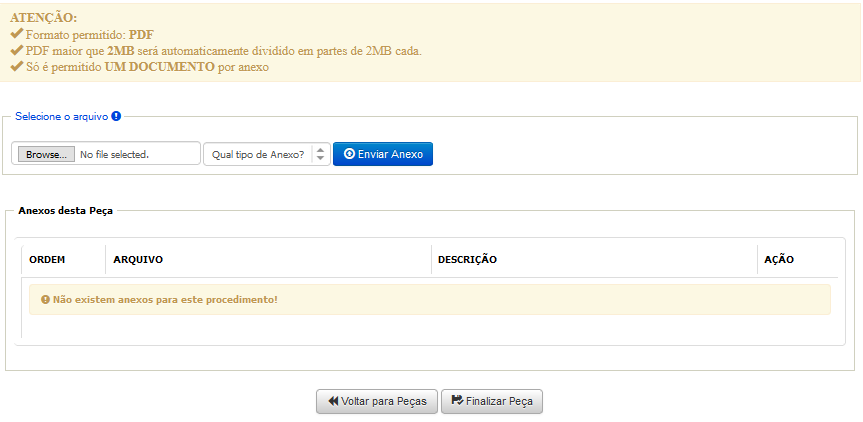 ATENÇÃO:
Formato permitido: PDF
PDF maior que 2MB será automaticamente dividido em partes de 2MB cada.
Só é permitido UM DOCUMENTO por anexo
Selecione o arquivo
Browse... No file selected. Qual tipo de Anexo? Enviar Anexo
Anexos desta Peça
ORDEM ARQUIVO DESCRIÇÃO AÇÃO
Não existem anexos para este procedimento!
Voltar para Peças Finalizar Peça